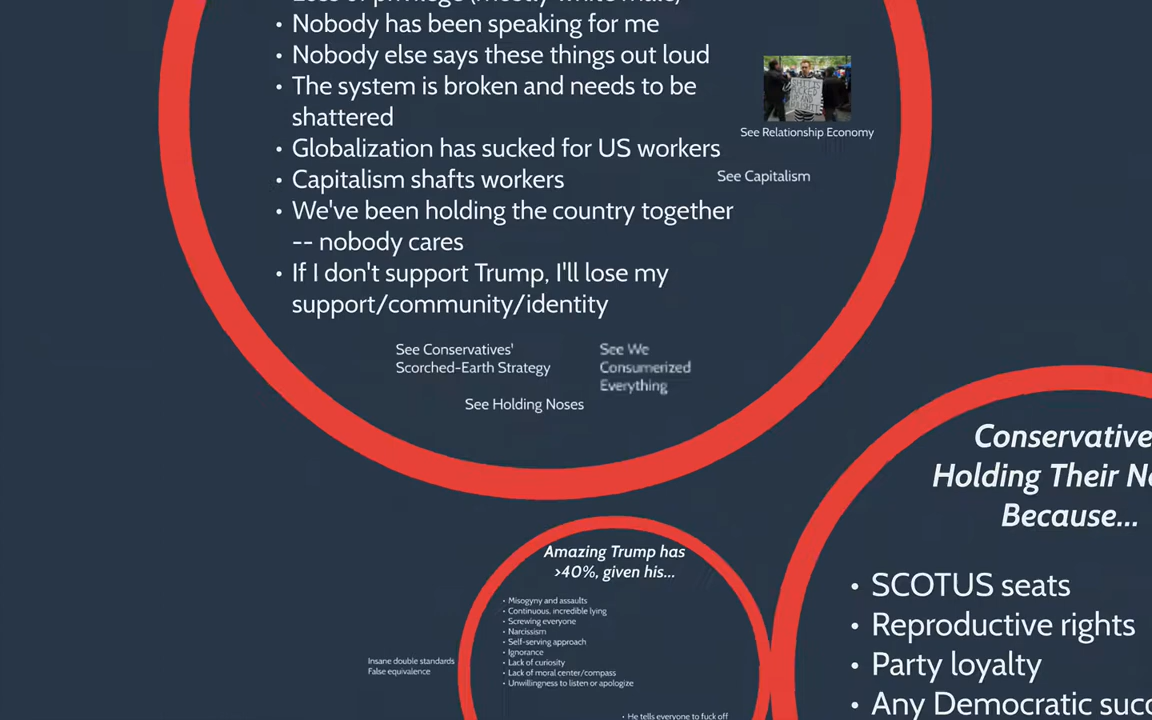 • Nobody has been speaking for me
• Nobody else says these things out loud
• The system is broken and needs to be
shattered
• Globalization has sucked for US workers
• Capitalism shafts workers
• We've been holding the country together
-- nobody cares
• If I don't support Trump, I'll lose my
support/community/identity
See Relationship Economy
See Capitalism
See Conservatives'
Scorched-Earth Strategy
See We
Consumerized
Everything
See Holding Noses
Amazing Trump has
>40%, given his...
• Misogyny and assaults
• Continuous, incredible lying
• Screwing everyone
• Narcissism
• Self-serving approach
• Ignorance
• Lack of curiosity
• Lack of moral center/compass
• Unwillingness to listen or apologize
• He tells everyone to fuck off
Insane double standards
False equivalence
Conservative
Holding Their
Because...
• SCOTUS seats
• Reproductive rights
• Party loyalty
• Any Democratic